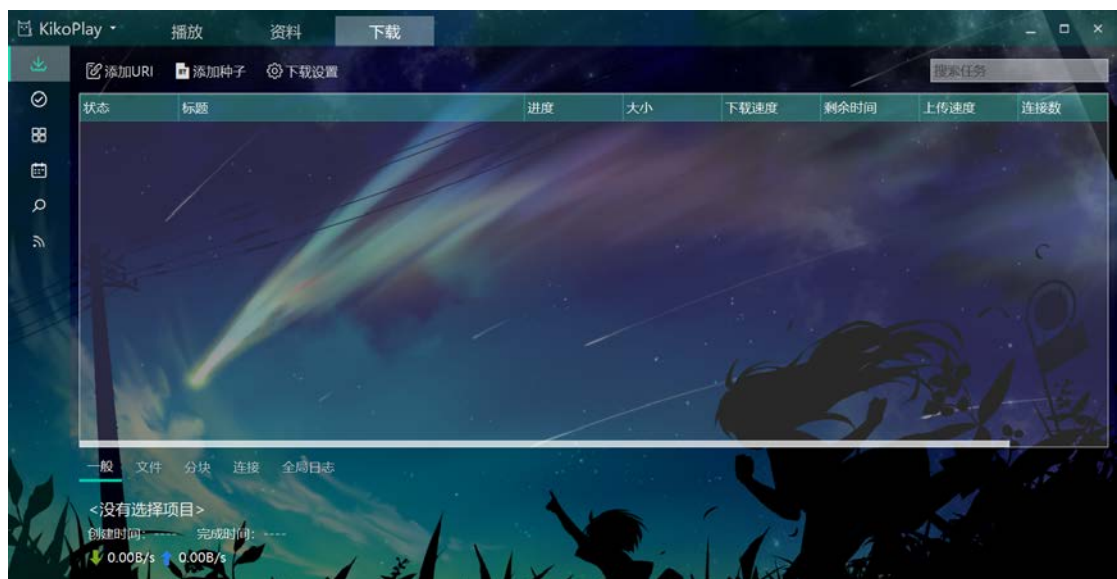 KikoPlay 播放 资料 下载
添加URI 添加种子 下载设置 搜索任务
状态 标题 进度 大小 下载速度 剩余时间 上传速度 连接数
一般 文件 分块 连接 全局日志
<没有选择项目>
创建时间: ---- 完成时间: ----
0.00B/s 0.00B/s